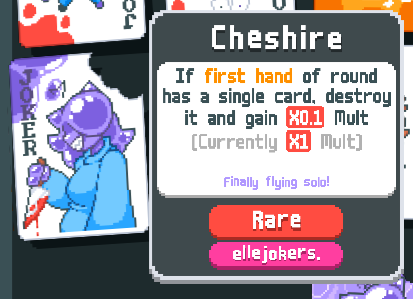 JOKER
JOKER
Cheshire
If first hand of round
has a single card, destroy
it and gain X0.1 Mult
(Currently X1 Mult)
Finally flying solo!
Rare
ellejokers.